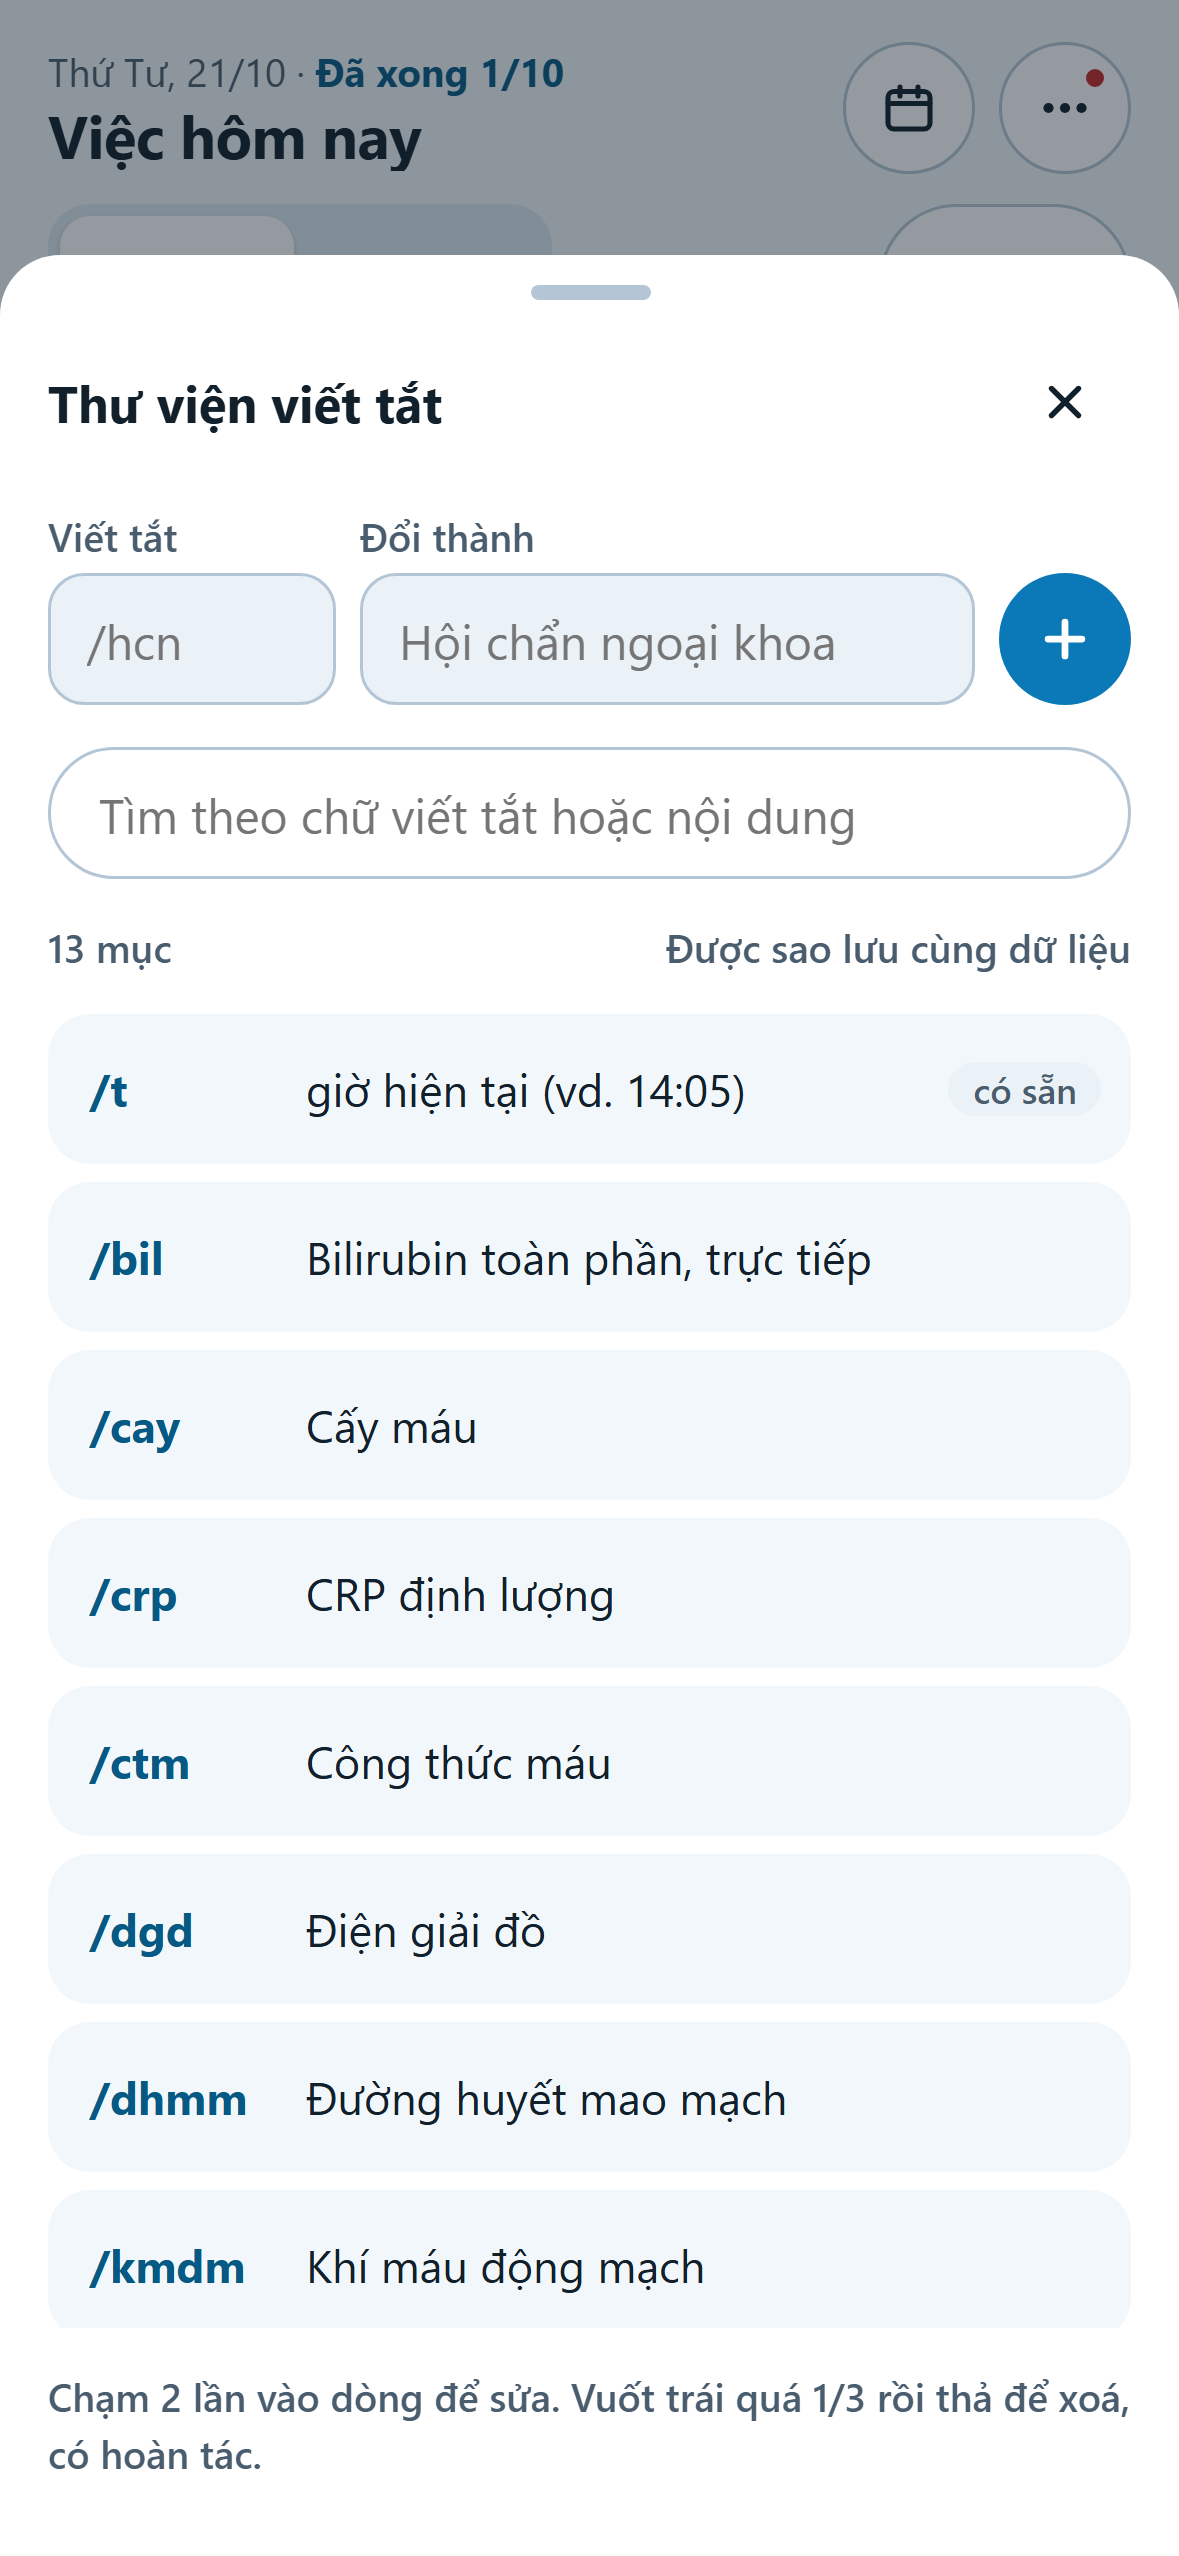 Thứ Tư, 21/10 · Đã xong 1/10
Việc hôm nay
Thư viện viết tắt
Viết tắt
Đổi thành
/hcn
Hội chẩn ngoại khoa
Tìm theo chữ viết tắt hoặc nội dung
13 mục
Được sao lưu cùng dữ liệu
/t giờ hiện tại (vd. 14:05) có sẵn
/bil Bilirubin toàn phần, trực tiếp
/cay Cấy máu
/crp CRP định lượng
/ctm Công thức máu
/dgd Điện giải đồ
/dhmm Đường huyết mao mạch
/kmdm Khí máu động mạch
Chạm 2 lần vào dòng để sửa. Vuốt trái quá 1/3 rồi thả để xoá,
có hoàn tác.